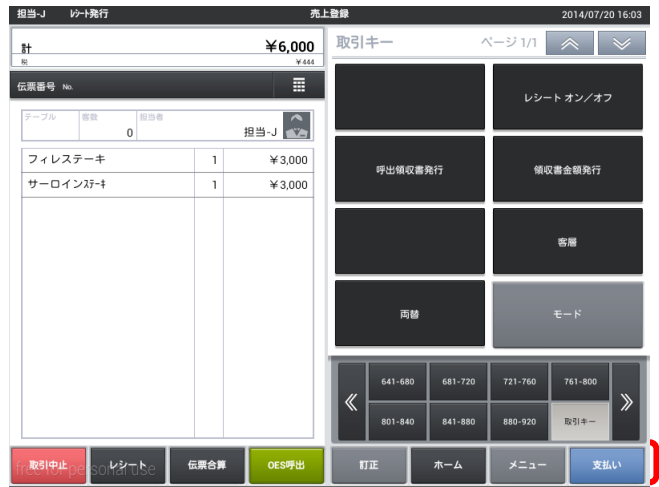 担当-J ﾚｼｰﾄ発行 売上登録 2014/07/20 16:03
計 ¥6,000
税 ¥444
伝票番号 No.
テーブル 客数 担当者
0 担当-J
フィレステーキ 1 ¥3,000
サーロインｽﾃｰｷ 1 ¥3,000
取引キー ページ 1/1
レシート オン／オフ
呼出領収書発行 領収書金額発行
客層
両替 モード
641-680 681-720 721-760 761-800
801-840 841-880 880-920 取引キー
取引中止 レシート 伝票合算 OES呼出 訂正 ホーム メニュー 支払い
free for personal use